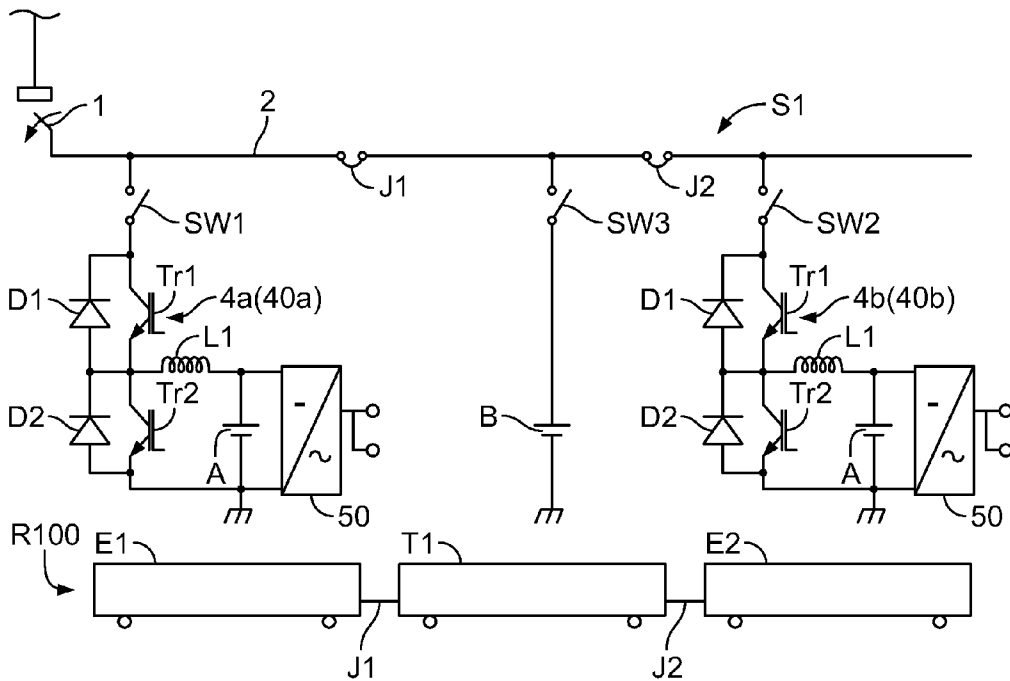 1
2
S1
J1
J2
SW1
SW3
SW2
D1
Tr1
4a(40a)
D1
Tr1
4b(40b)
L1
L1
D2
Tr2
-
~
A
50
B
D2
Tr2
-
~
A
50
R100
E1
T1
E2
J1
J2